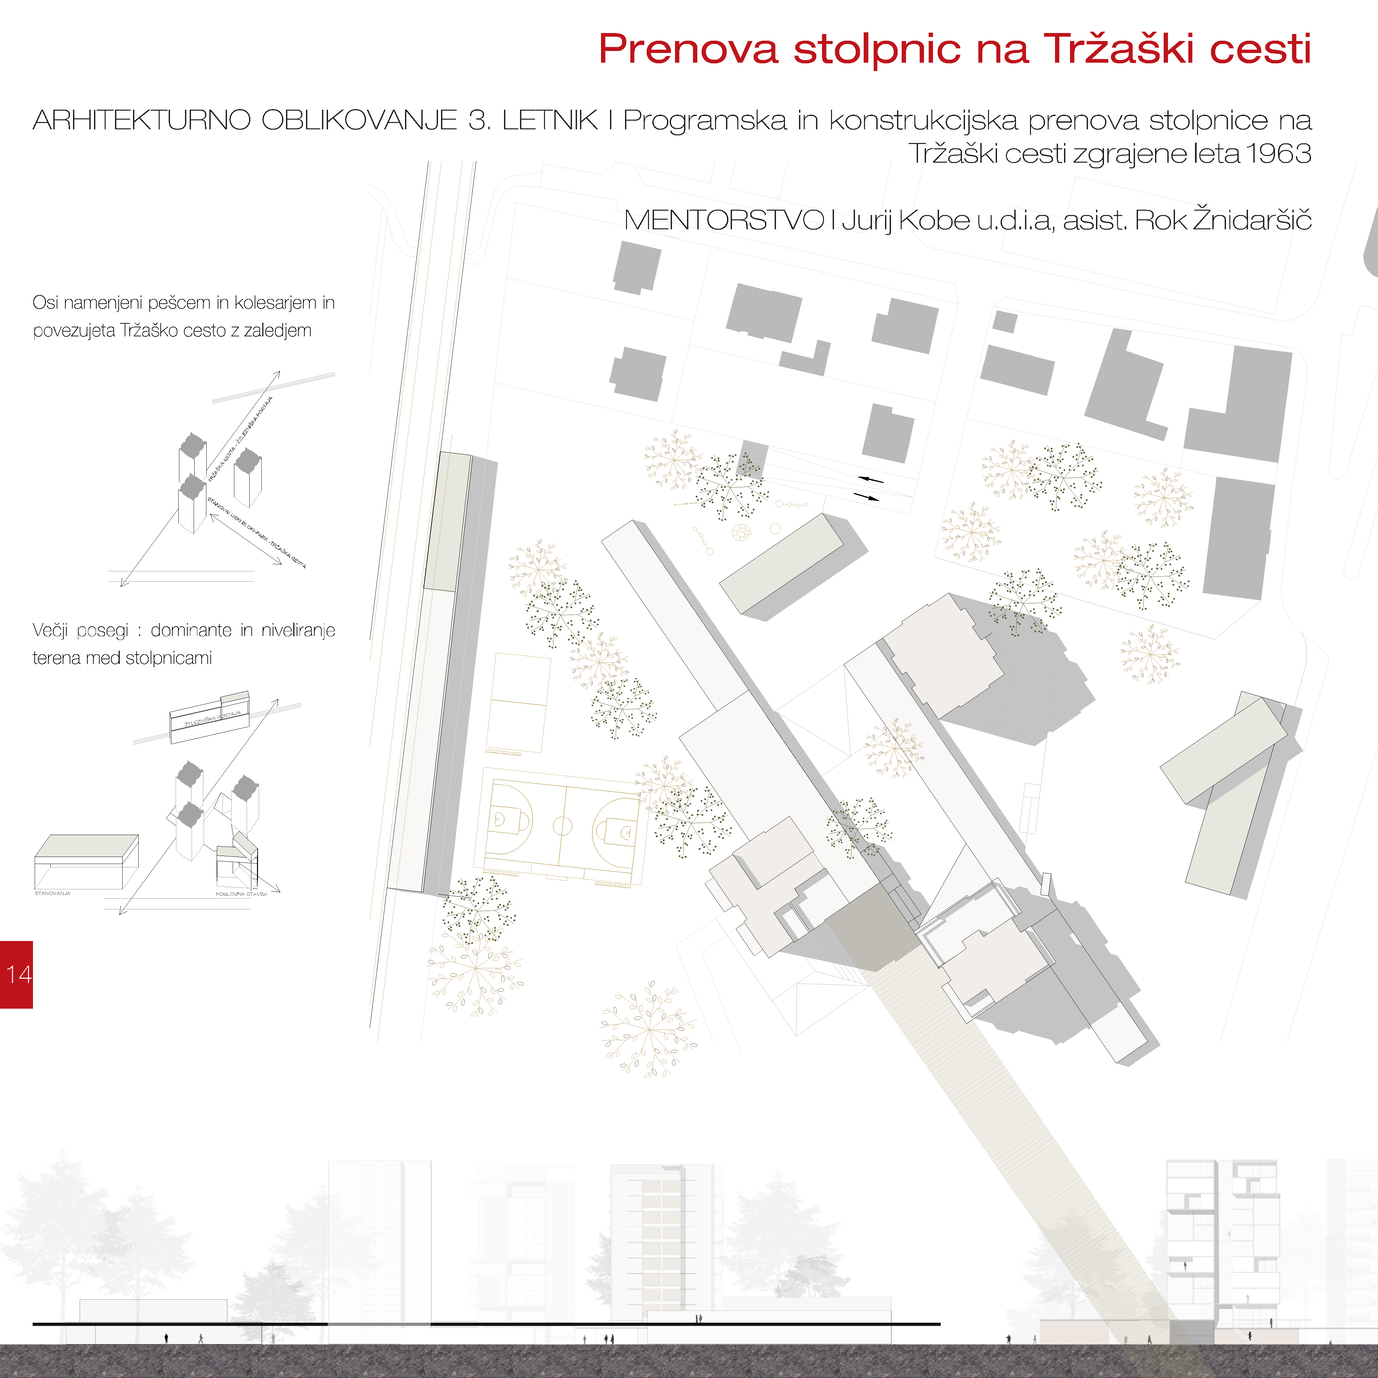 Prenova stolpnic na Tržaški cesti
ARHITEKTURNO OBLIKOVANJE 3. LETNIK I Programska in konstrukcijska prenova stolpnice na
Tržaški cesti zgrajene leta 1963
MENTORSTVO I Jurij Kobe u.d.i.a, asist. Rok Žnidaršič
Osi namenjeni pešcem in kolesarjem in
povezujeta Tržaško cesto z zaledjem
TRŽAŠKA CESTA - ŽELEZNIŠKA POSTAJA
STANOVANJSKI BLOKI-PARK -TRŽAŠKA CESTA
Večji posegi : dominante in niveliranje
terena med stolpnicami
ŽELEZNIŠKA POSTAJA
STANOVANJA
POSLOVNA STAVBA
14